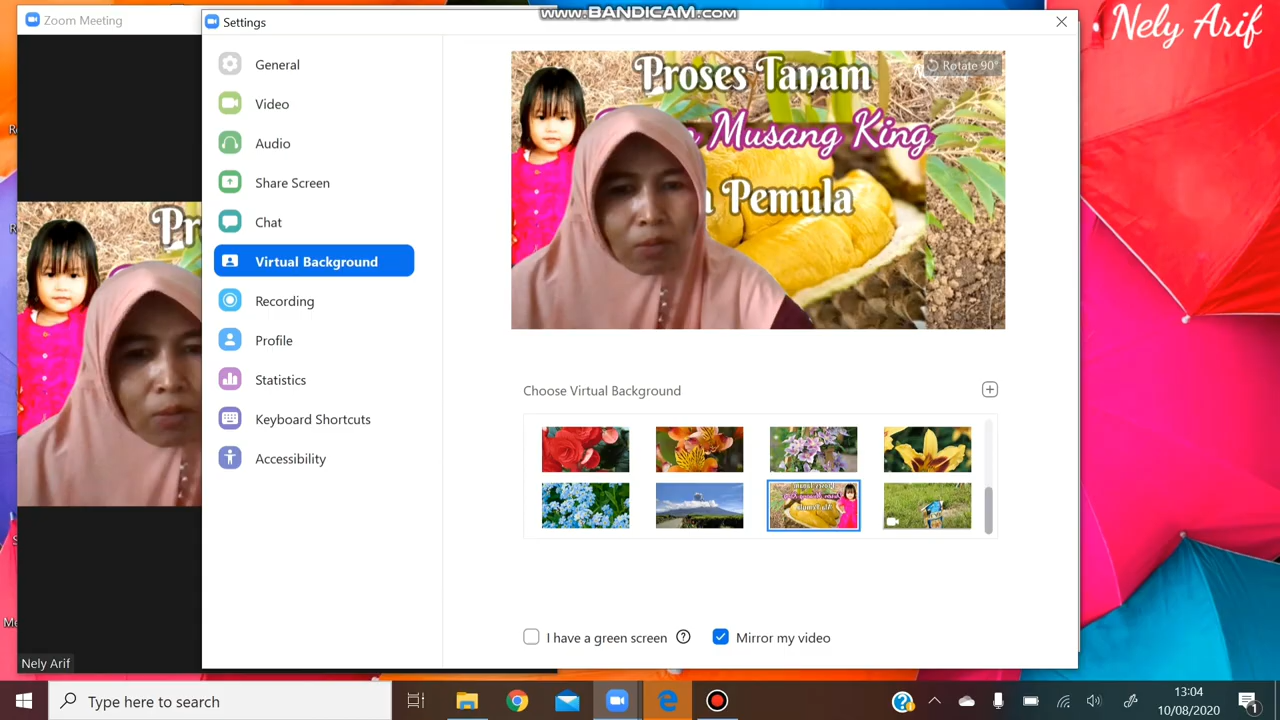 www.BANDICAM.com
Zoom Meeting
Settings
Nely Arif
General
Video
Audio
Share Screen
Chat
Virtual Background
Recording
Profile
Statistics
Keyboard Shortcuts
Accessibility
Rotate 90°
Proses Tanam
Musang King
Pemula
Choose Virtual Background
I have a green screen
Mirror my video
Nely Arif
Type here to search
13:04
10/08/2020
1